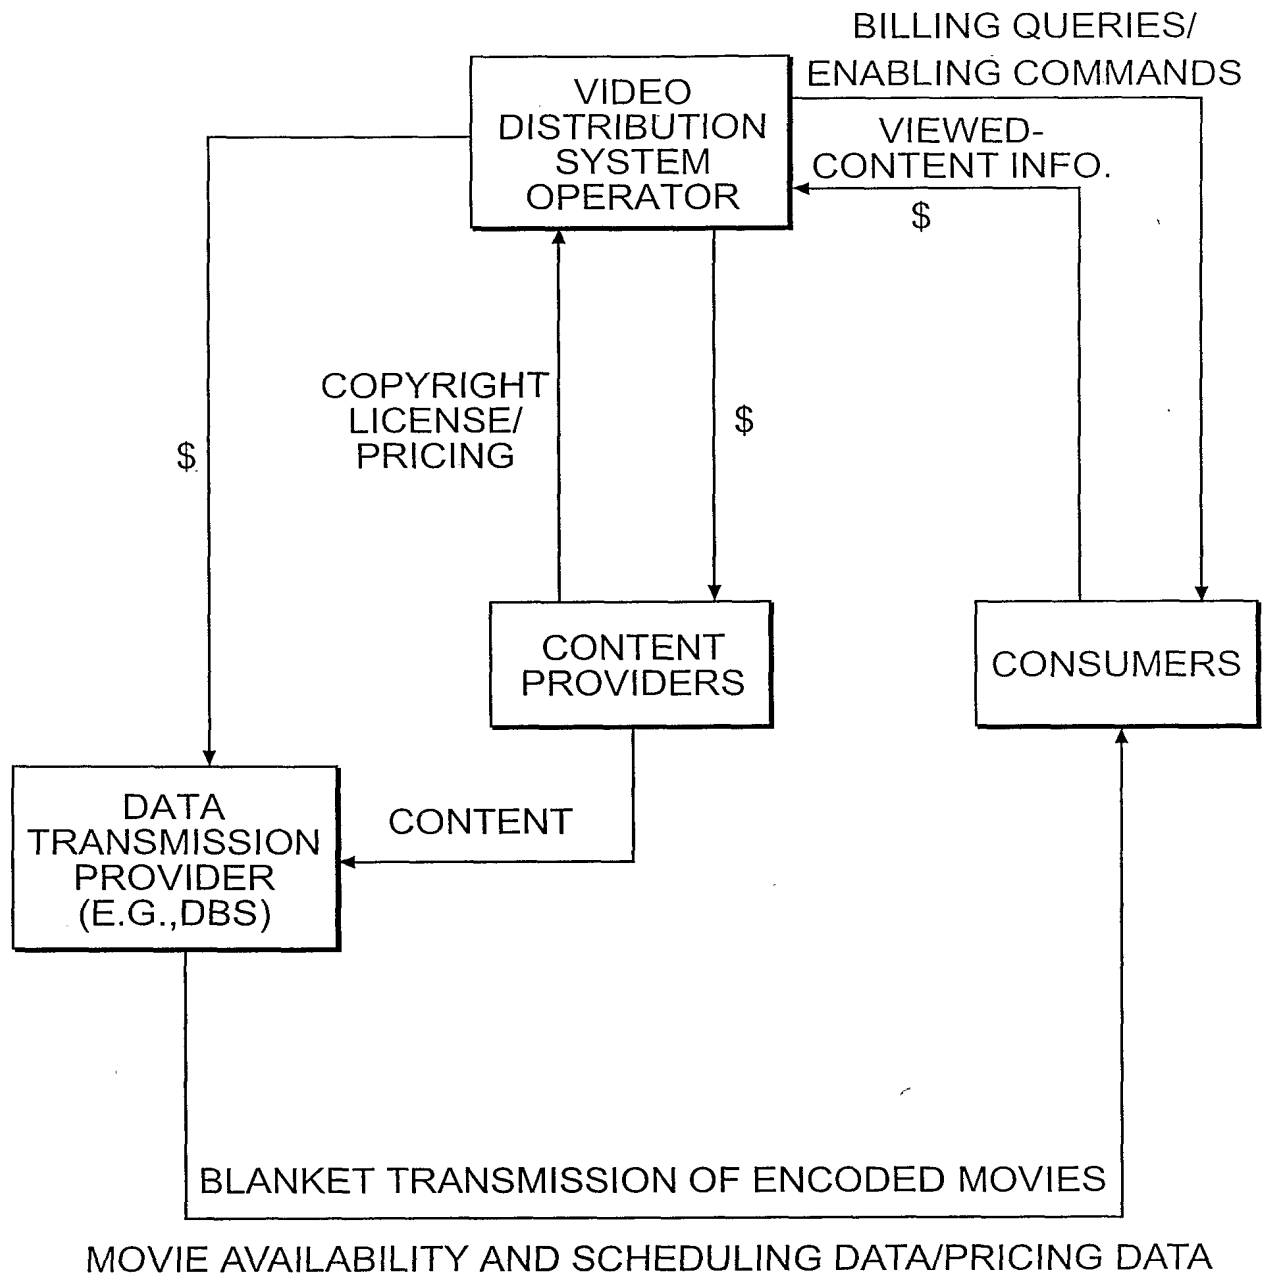 BILLING QUERIES/
ENABLING COMMANDS
VIDEO
DISTRIBUTION
SYSTEM
OPERATOR
VIEWED-
CONTENT INFO.
$
COPYRIGHT
LICENSE/
PRICING
$
$
CONTENT
PROVIDERS
CONSUMERS
DATA
TRANSMISSION
PROVIDER
(E.G.,DBS)
CONTENT
BLANKET TRANSMISSION OF ENCODED MOVIES
MOVIE AVAILABILITY AND SCHEDULING DATA/PRICING DATA